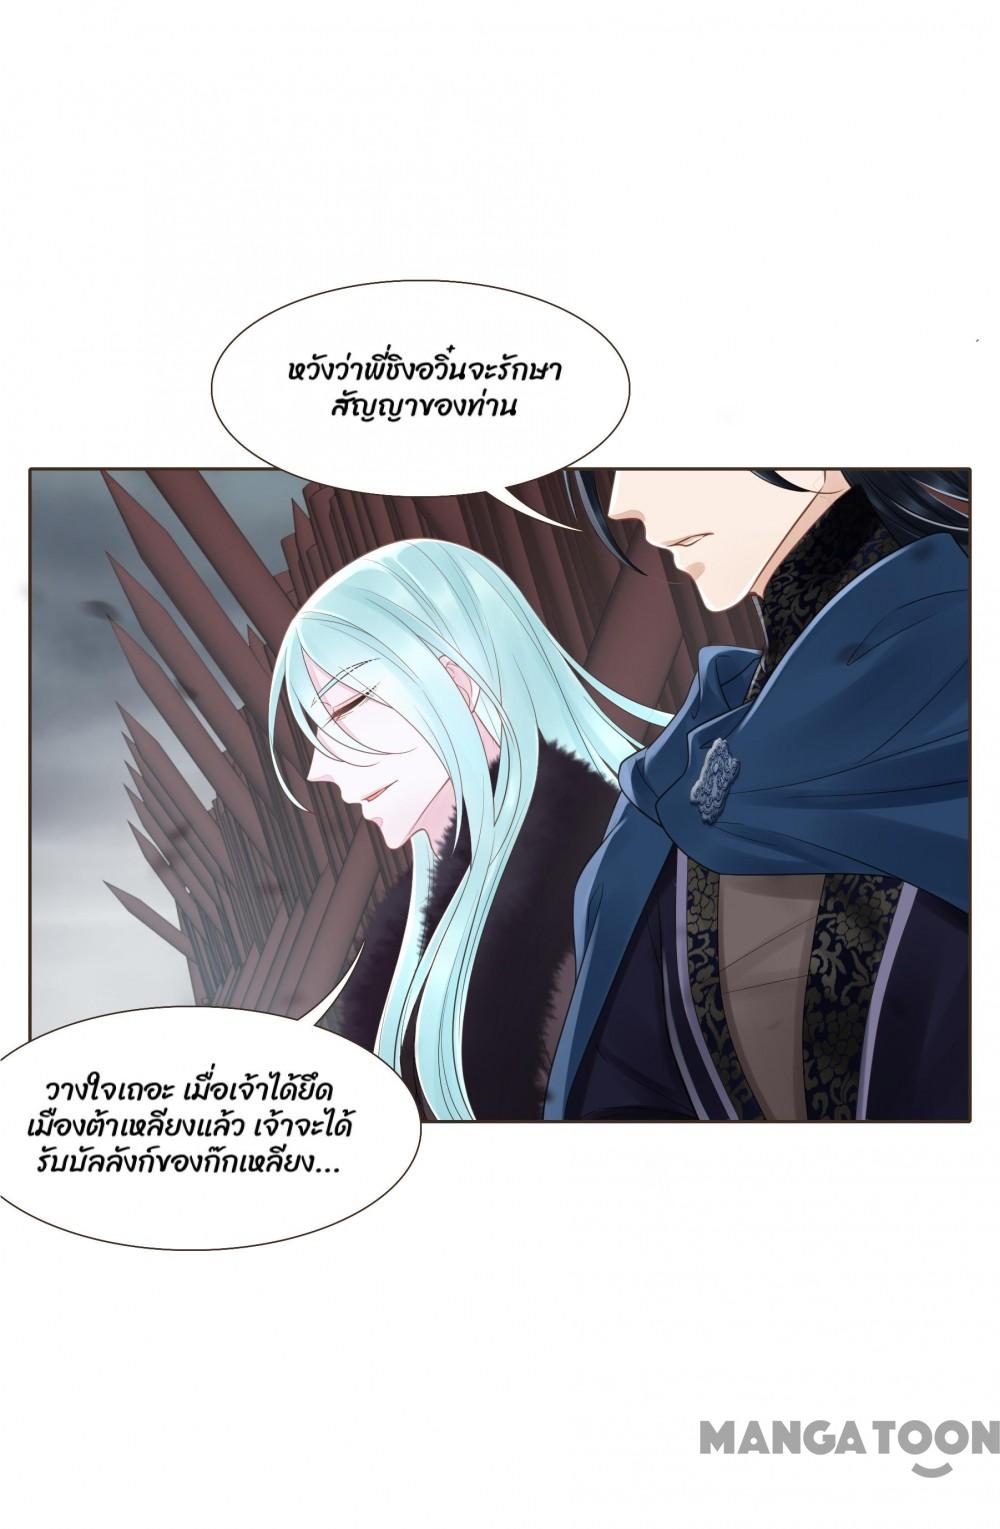 หวังว่าพี่ชิงอวิ๋นจะรักษา
สัญญาของท่าน
วางใจเถอะ เมื่อเจ้าได้ยึด
เมืองต้าเหลียงแล้ว เจ้าจะได้
รับบัลลังก์ของก๊กเหลียง...
MANGATOON